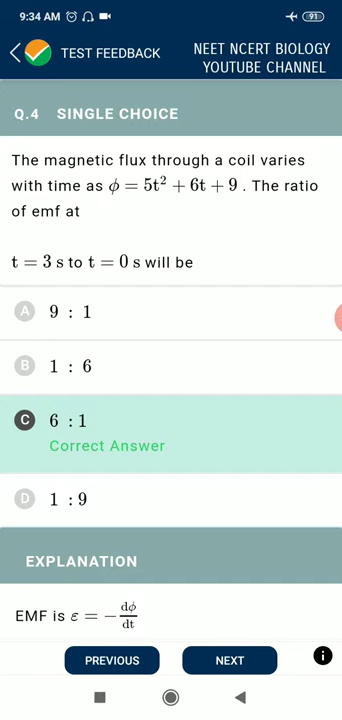 9:34 AM
91
TEST FEEDBACK
NEET NCERT BIOLOGY
YOUTUBE CHANNEL
Q.4 SINGLE CHOICE
The magnetic flux through a coil varies
with time as ϕ = 5t² + 6t + 9 . The ratio
of emf at
t = 3 s to t = 0 s will be
A 9 : 1
B 1 : 6
C 6 : 1
Correct Answer
D 1 : 9
EXPLANATION
EMF is ε = − dϕ/dt
PREVIOUS
NEXT
i